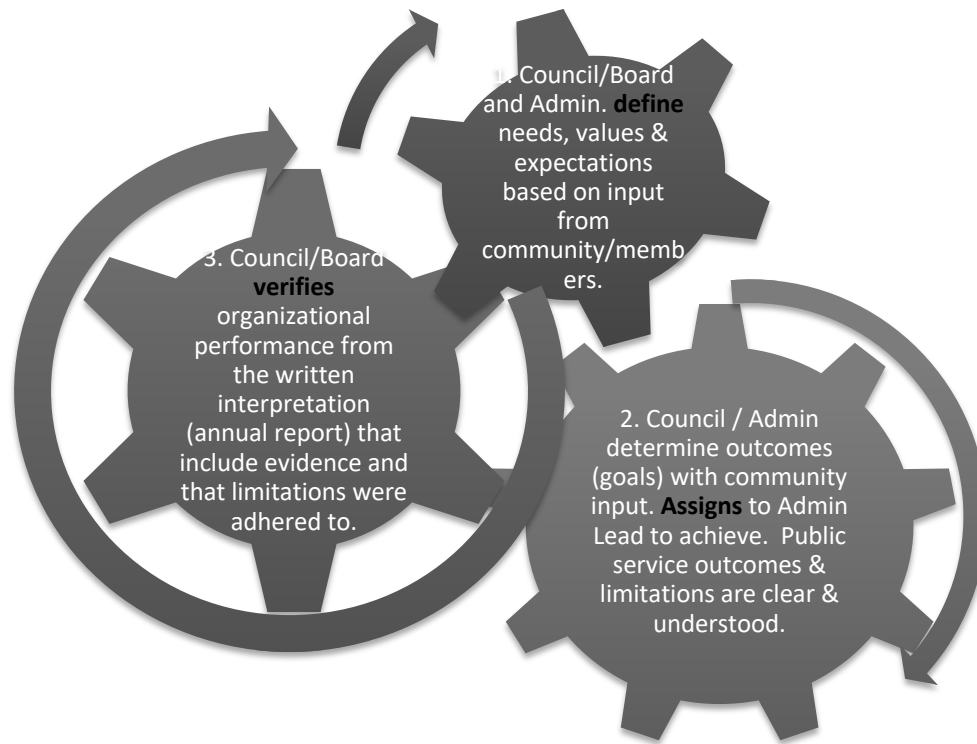 1. Council/Board
and Admin. define
needs, values &
expectations
based on input
from
community/memb
ers.
3. Council/Board
verifies
organizational
performance from
the written
interpretation
(annual report) that
include evidence and
that limitations were
adhered to.
2. Council / Admin
determine outcomes
(goals) with community
input. Assigns to Admin
Lead to achieve.  Public
service outcomes &
limitations are clear &
understood.